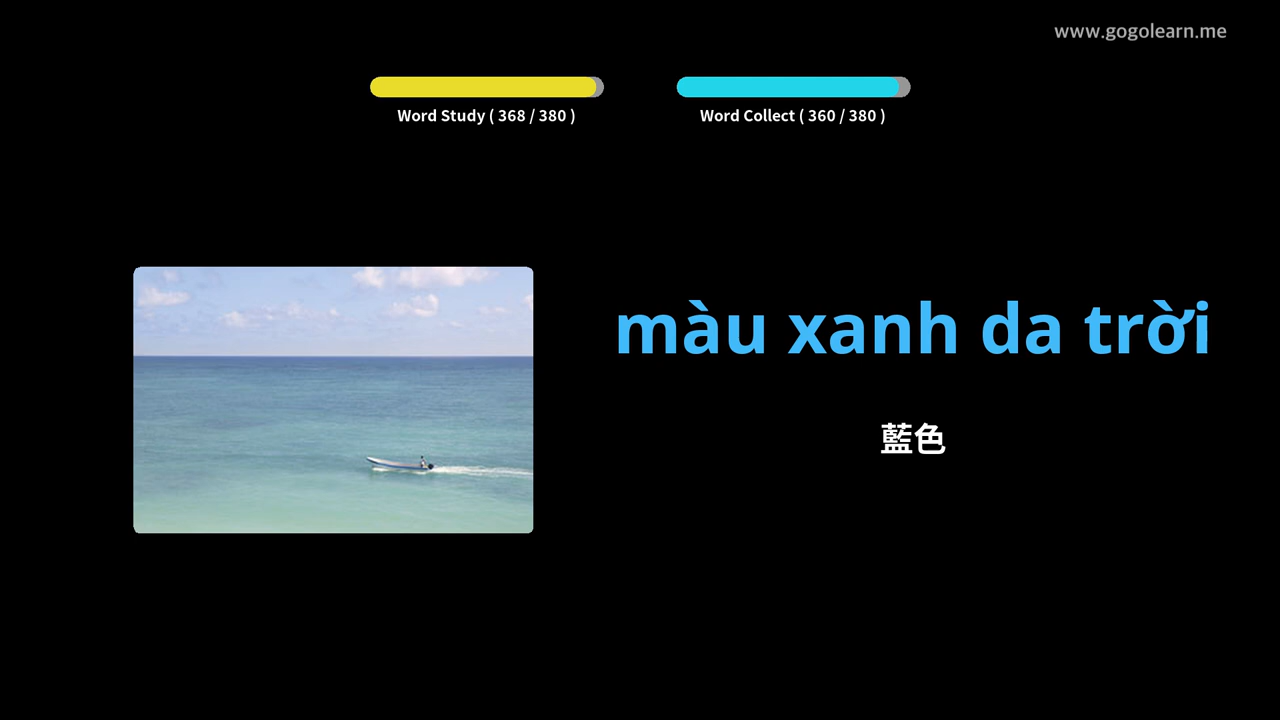 www.gogolearn.me
Word Study ( 368 / 380 )
Word Collect ( 360 / 380 )
màu xanh da trời
藍色